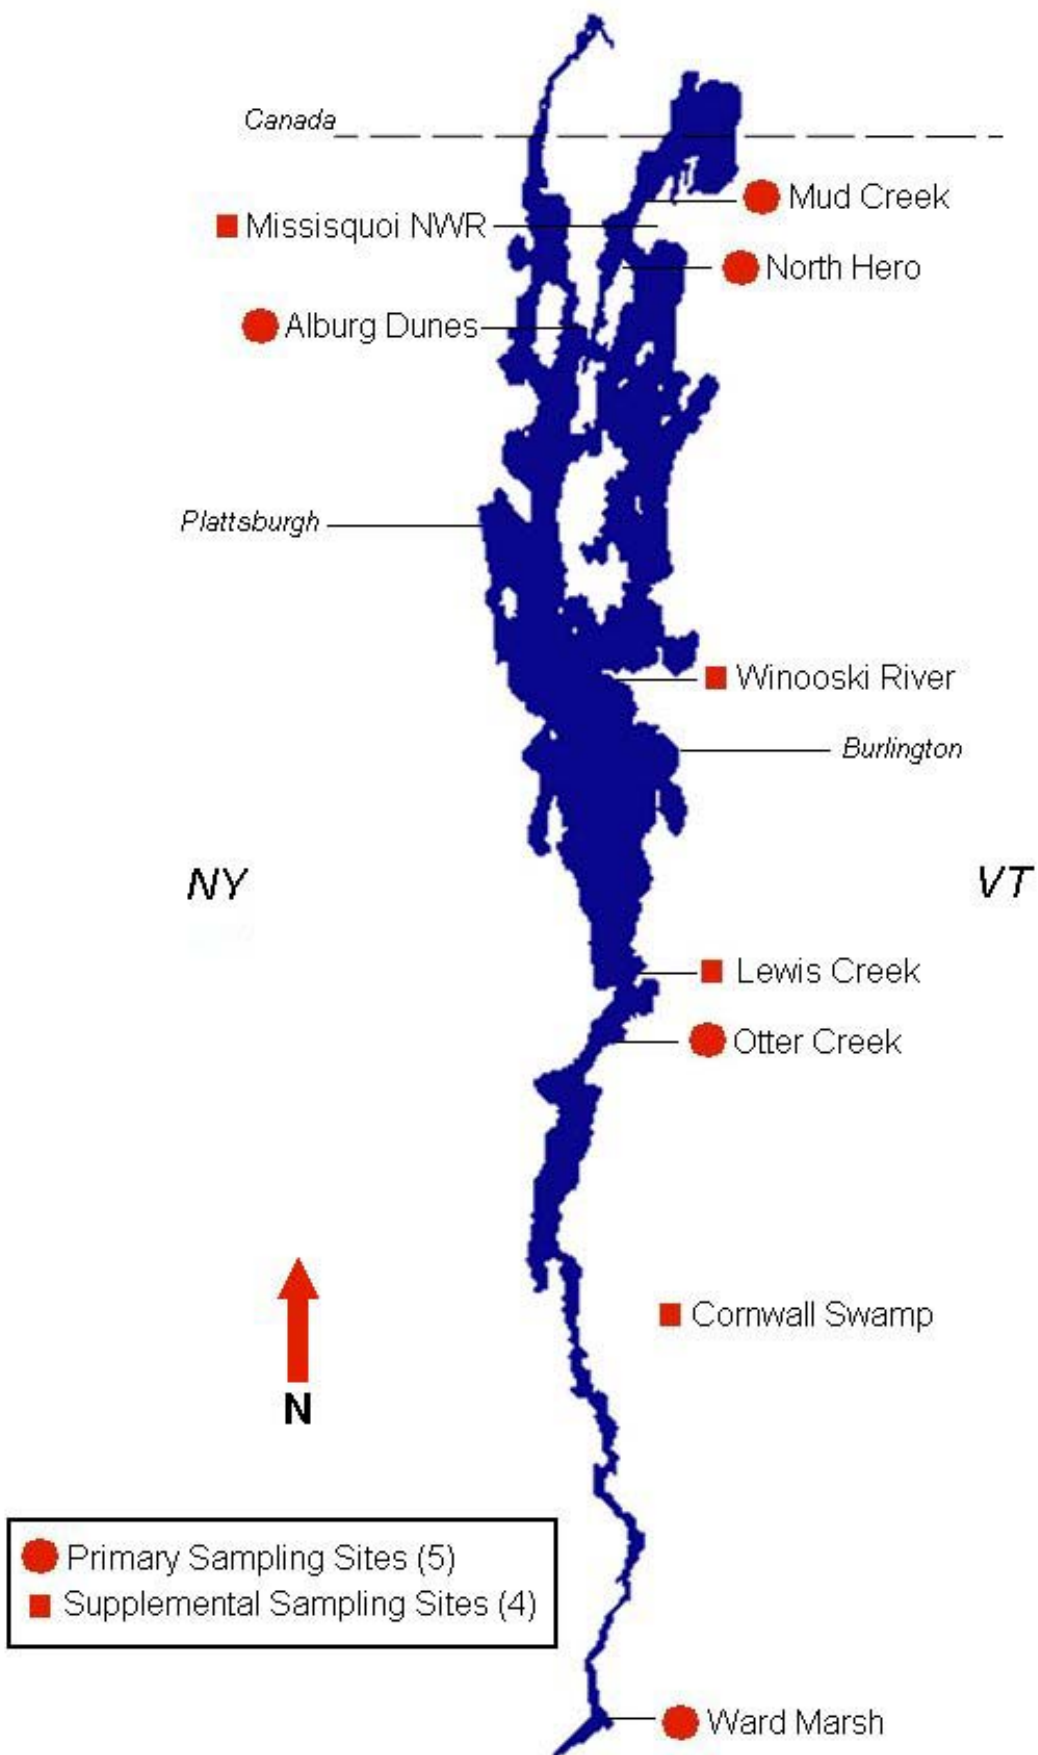 Canada
Mud Creek
Missisquoi NWR
North Hero
Alburg Dunes
Plattsburgh
Winooski River
Burlington
NY
VT
Lewis Creek
Otter Creek
Cornwall Swamp
N
Primary Sampling Sites (5)
Supplemental Sampling Sites (4)
Ward Marsh